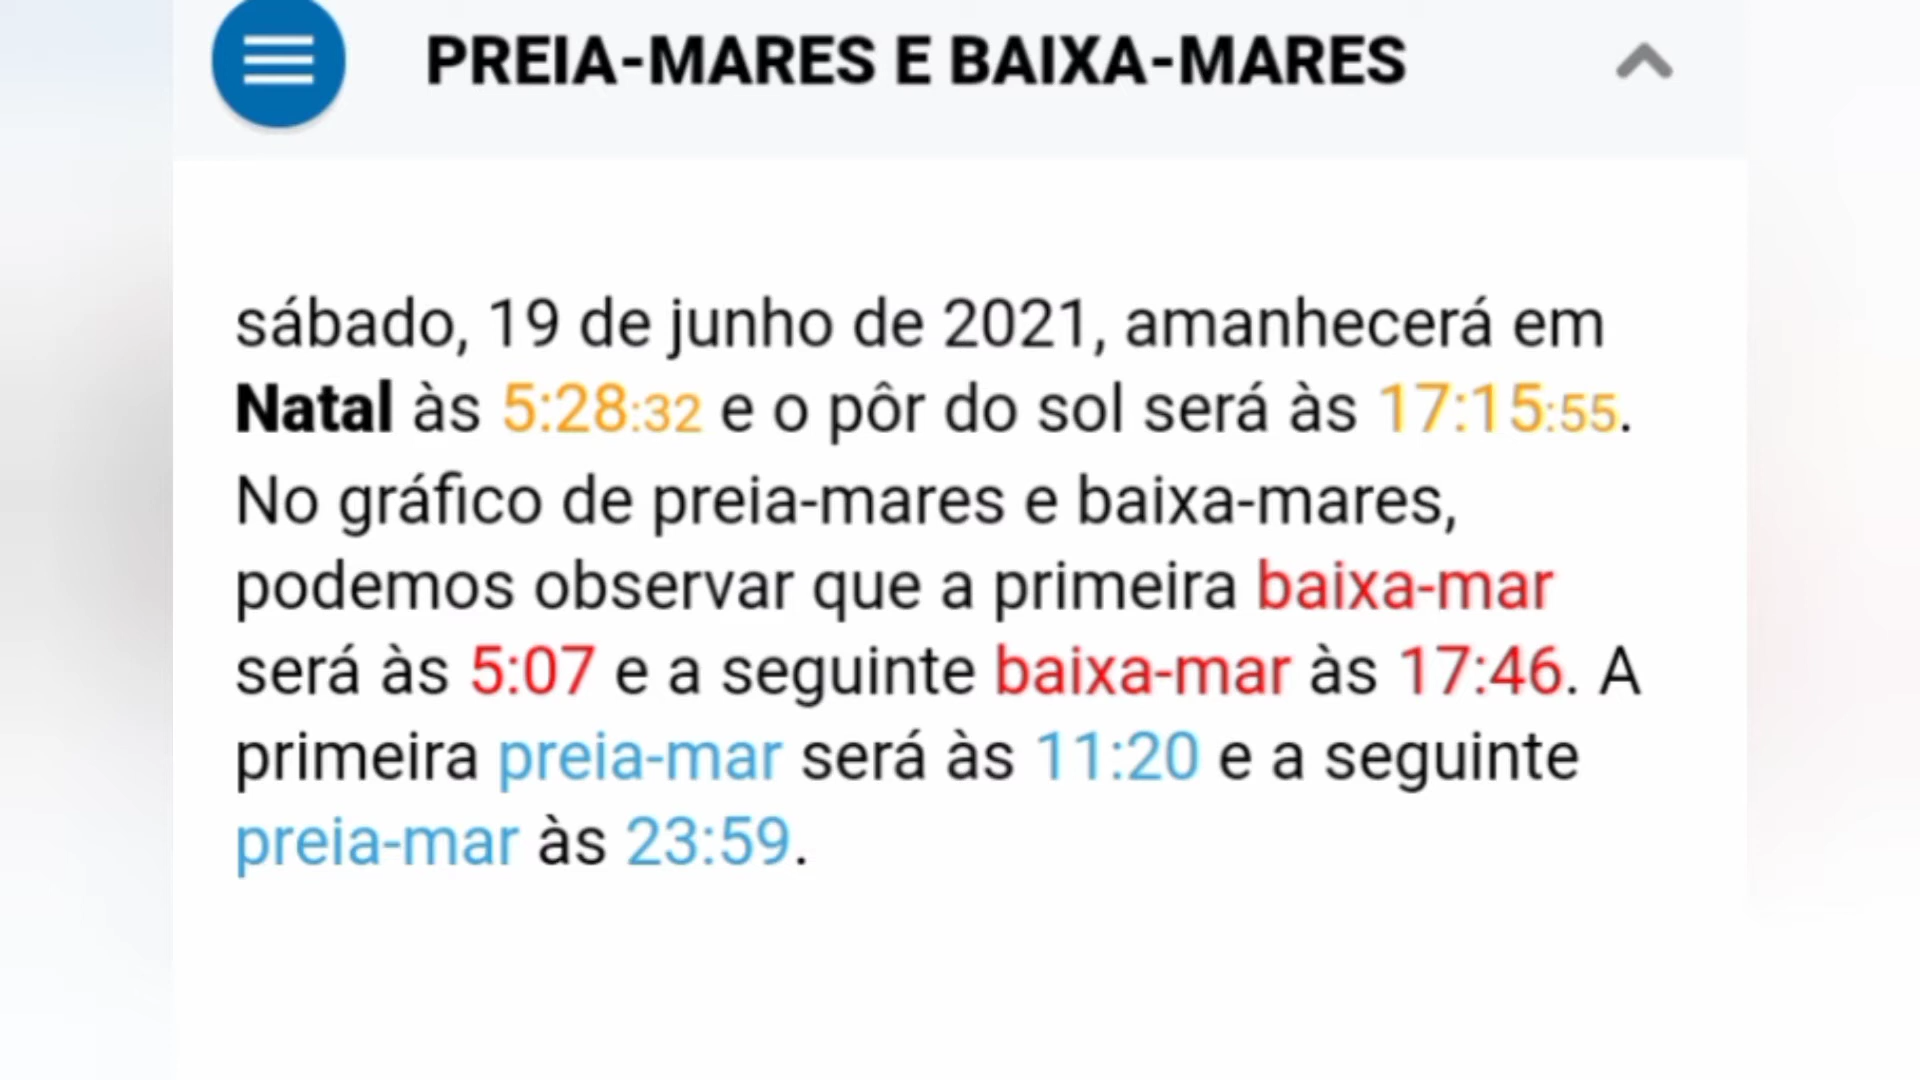 PREIA-MARES E BAIXA-MARES
sábado, 19 de junho de 2021, amanhecerá em
Natal às 5:28:32 e o pôr do sol será às 17:15:55.
No gráfico de preia-mares e baixa-mares,
podemos observar que a primeira baixa-mar
será às 5:07 e a seguinte baixa-mar às 17:46. A
primeira preia-mar será às 11:20 e a seguinte
preia-mar às 23:59.